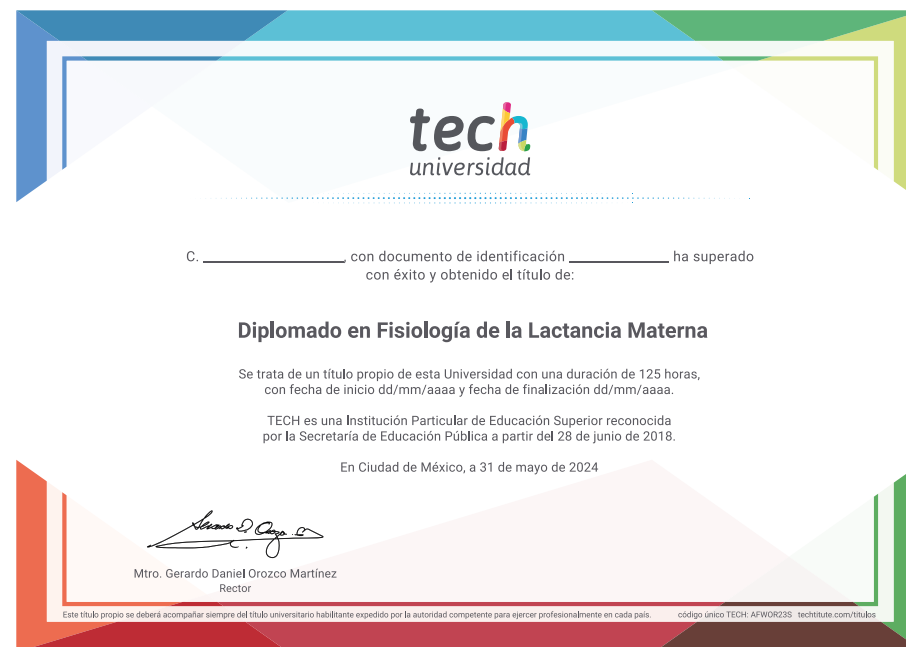 tech
universidad
C. ____________________, con documento de identificación ______________ ha superado
con éxito y obtenido el título de:
Diplomado en Fisiología de la Lactancia Materna
Se trata de un título propio de esta Universidad con una duración de 125 horas,
con fecha de inicio dd/mm/aaaa y fecha de finalización dd/mm/aaaa.
TECH es una Institución Particular de Educación Superior reconocida
por la Secretaría de Educación Pública a partir del 28 de junio de 2018.
En Ciudad de México, a 31 de mayo de 2024
Mtro. Gerardo Daniel Orozco Martínez
Rector
Este título propio se deberá acompañar siempre del título universitario habilitante expedido por la autoridad competente para ejercer profesionalmente en cada país. código único TECH: AFWOR23S techtitute.com/titulos